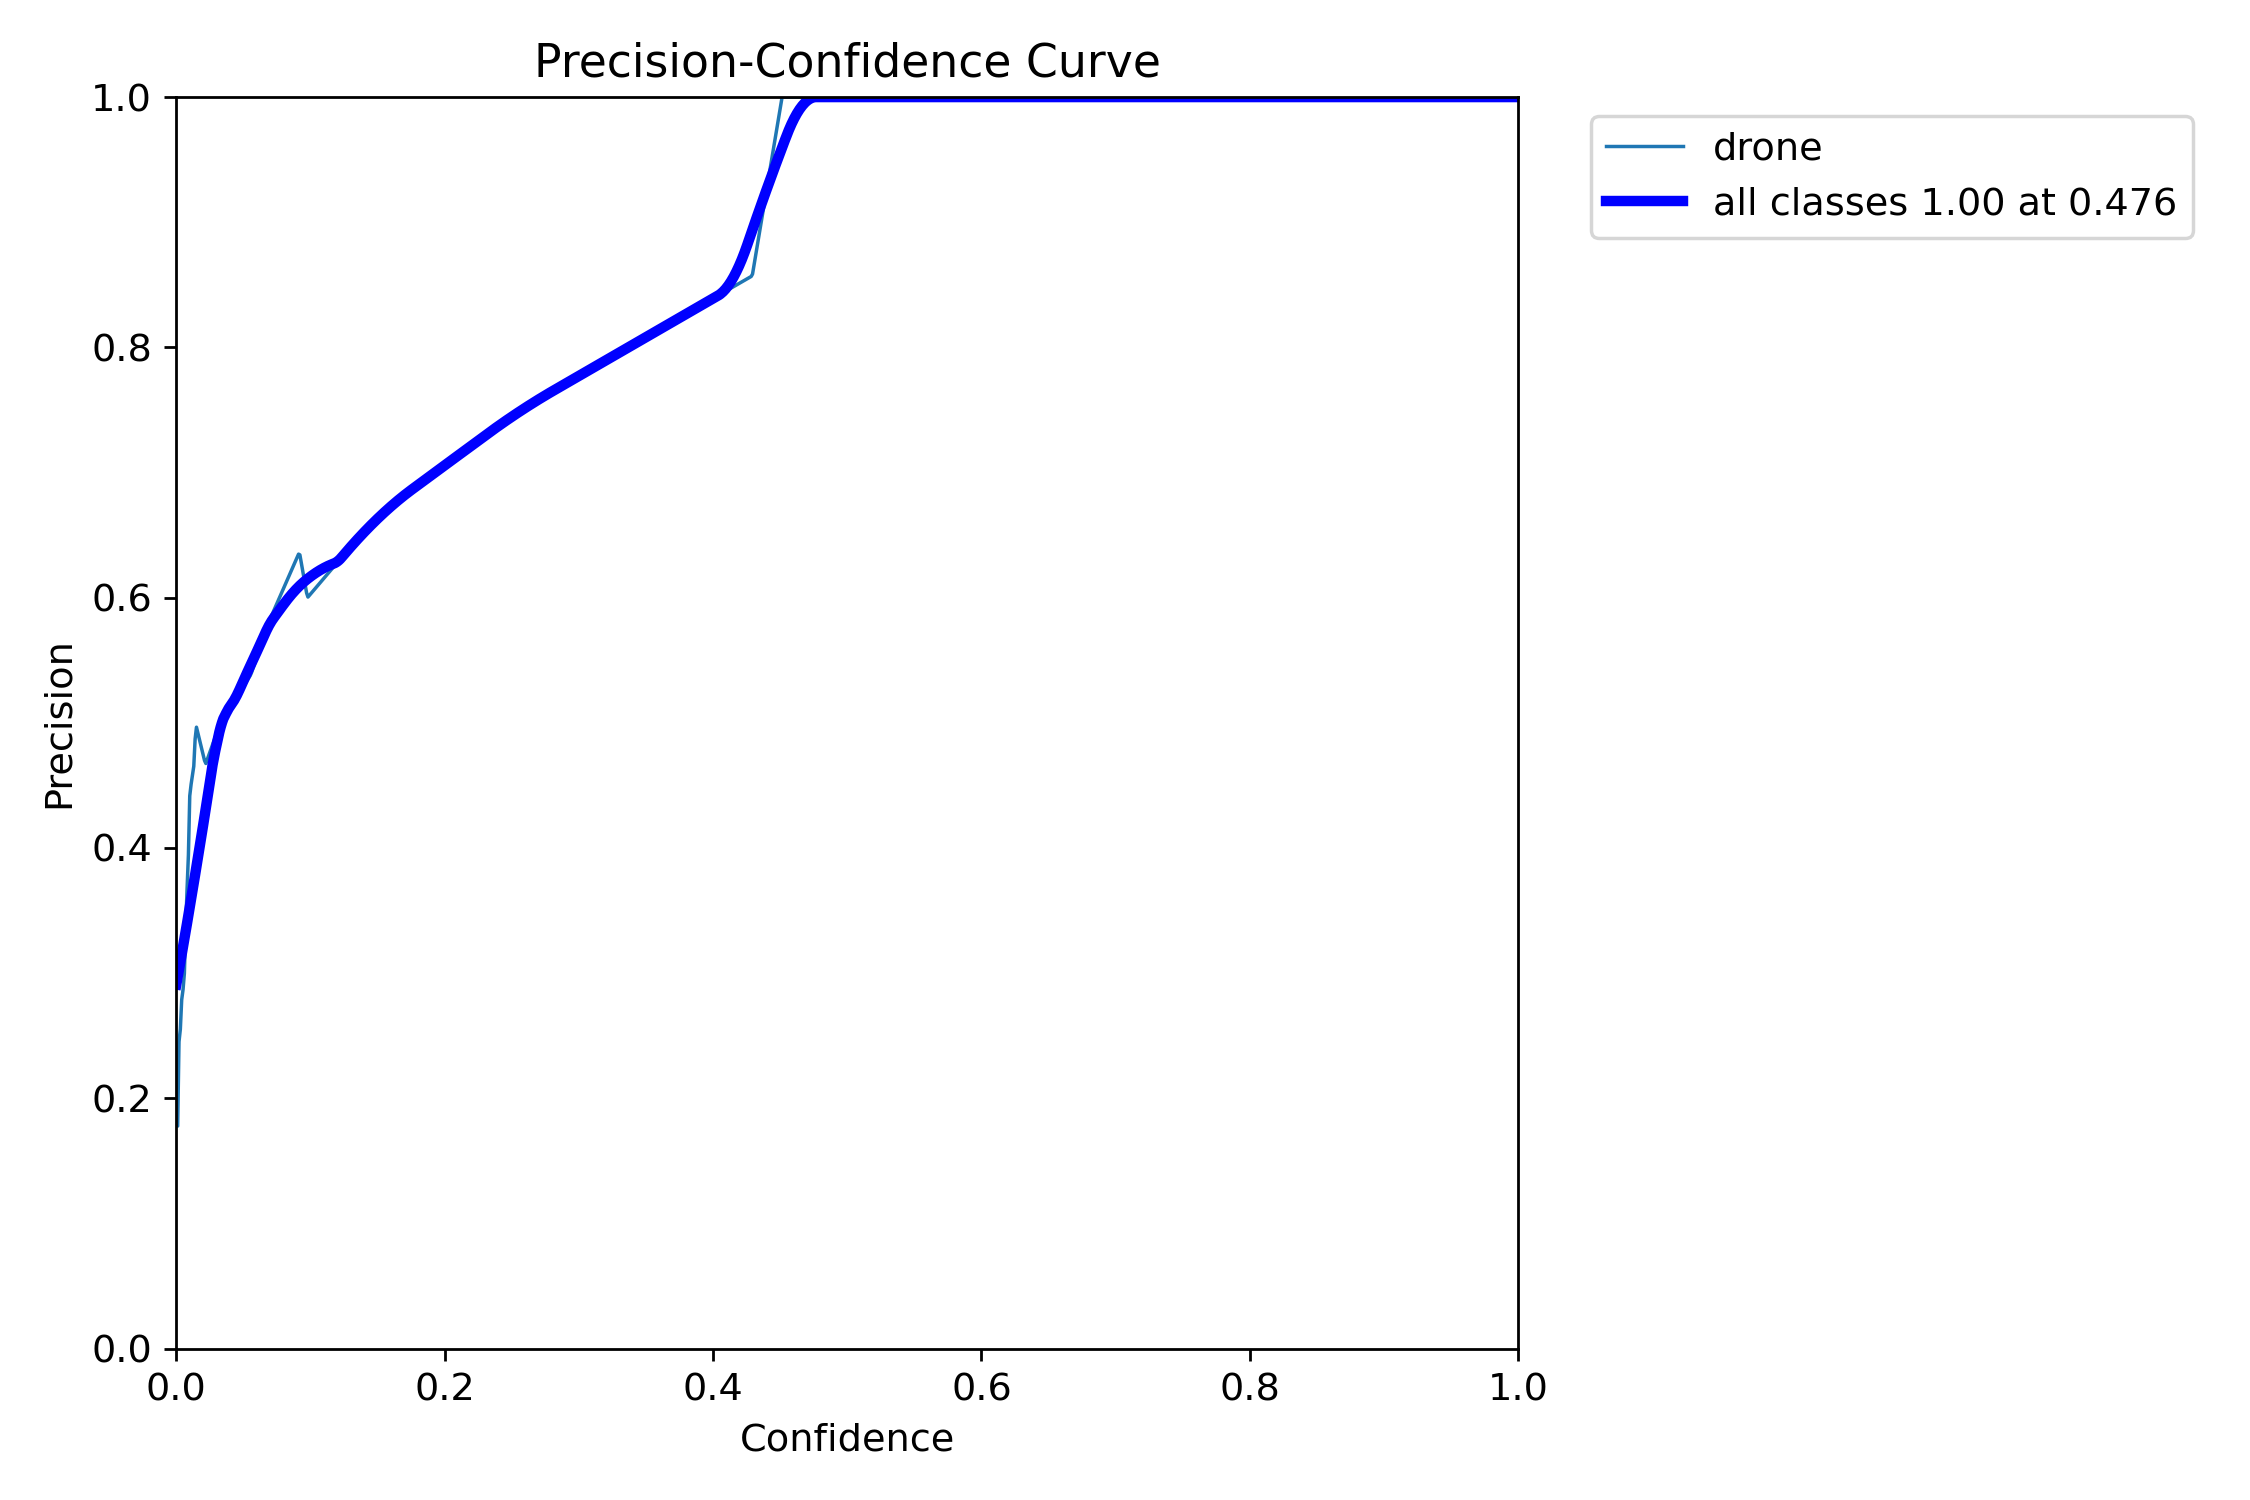 Precision-Confidence Curve
1.0
0.8
0.6
0.4
0.2
0.0
Precision
0.0 0.2 0.4 0.6 0.8 1.0
Confidence
drone
all classes 1.00 at 0.476